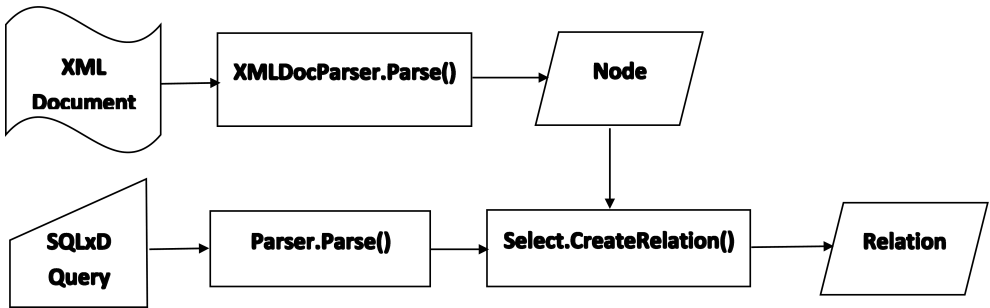 XML
Document
XMLDocParser.Parse()
Node
SQLxD
Query
Parser.Parse()
Select.CreateRelation()
Relation